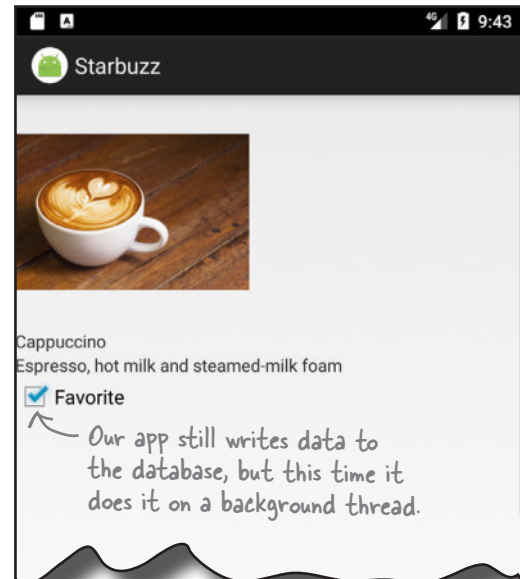 4G 9:43
Starbuzz
Cappuccino
Espresso, hot milk and steamed-milk foam
Favorite
Our app still writes data to
the database, but this time it
does it on a background thread.